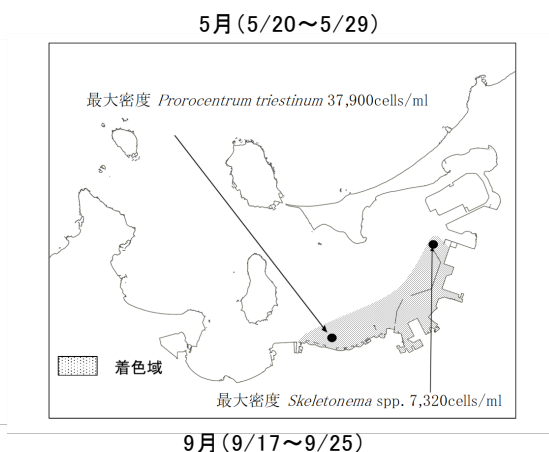 5月(5/20～5/29)
最大密度 Prorocentrum triestinum 37,900cells/ml
着色域
最大密度 Skeletonema spp. 7,320cells/ml
9月(9/17～9/25)